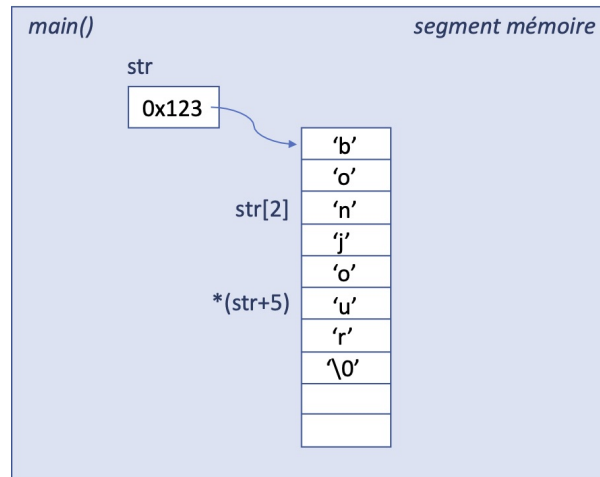 main() segment mémoire
str
0x123
‘b’
‘o’
str[2] ‘n’
‘j’
‘o’
*(str+5) ‘u’
‘r’
‘\0’